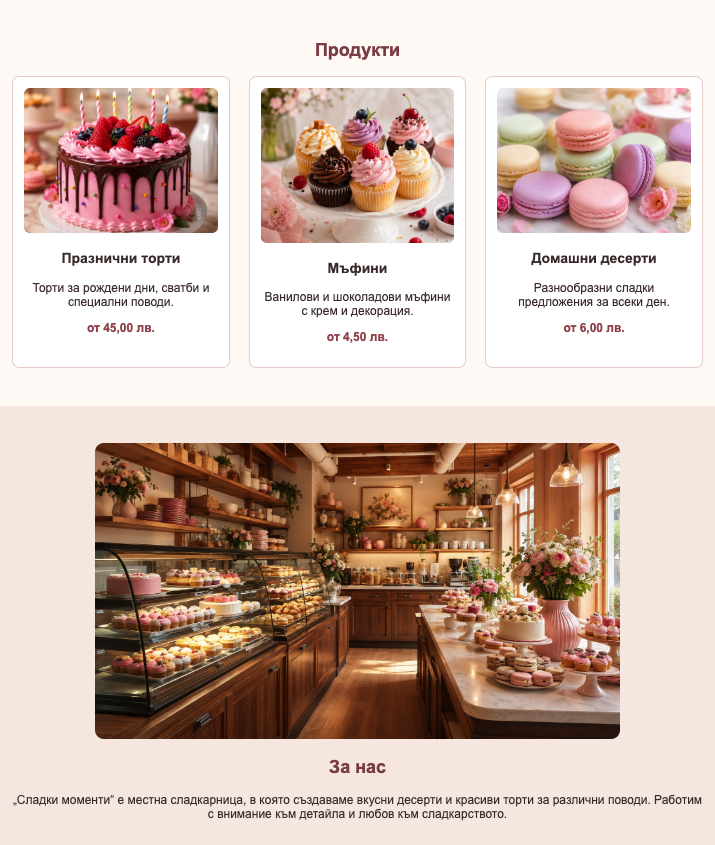 Продукти
Празнични торти
Торти за рождени дни, сватби и
специални поводи.
от 45,00 лв.
Мъфини
Ванилови и шоколадови мъфини
с крем и декорация.
от 4,50 лв.
Домашни десерти
Разнообразни сладки
предложения за всеки ден.
от 6,00 лв.
За нас
„Сладки моменти“ е местна сладкарница, в която създаваме вкусни десерти и красиви торти за различни поводи. Работим
с внимание към детайла и любов към сладкарството.